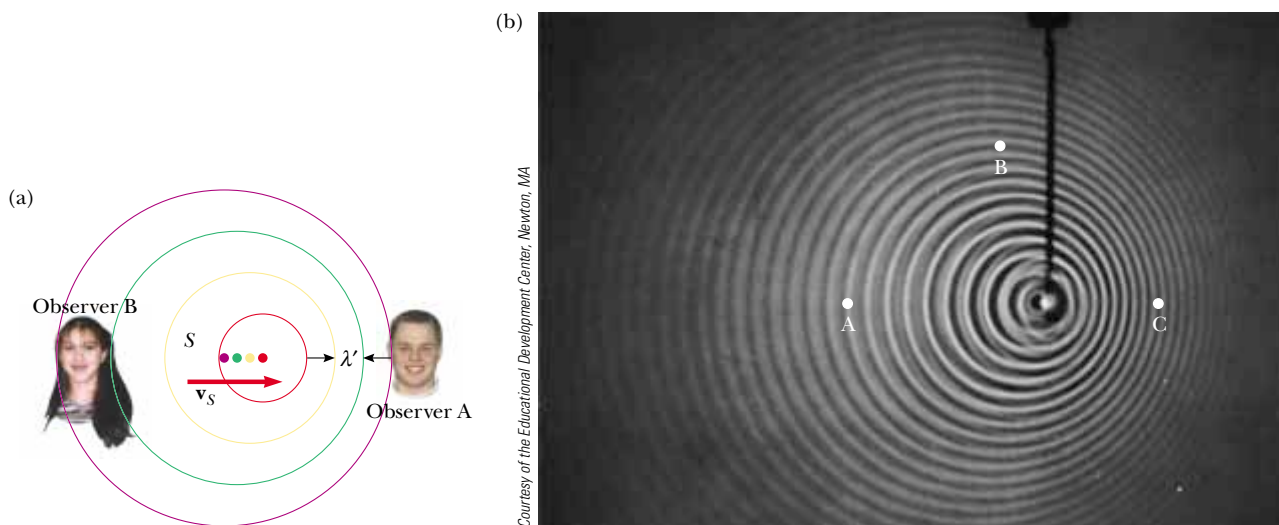 (a)
Observer B
S
v_S
λ′
Observer A
(b)
Courtesy of the Educational Development Center, Newton, MA
B
A
C